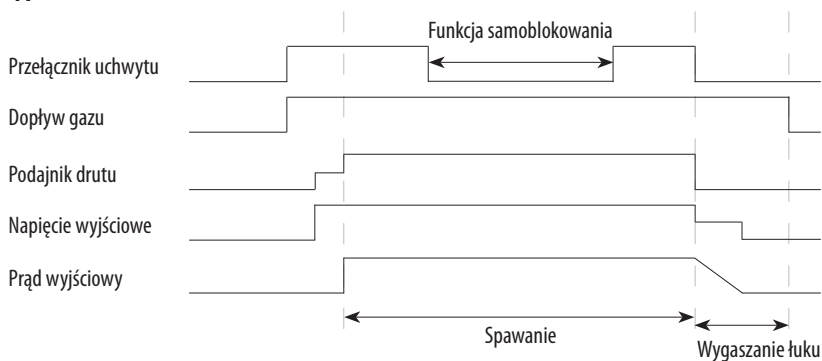 Funkcja samoblokowania
Przełącznik uchwytu
Dopływ gazu
Podajnik drutu
Napięcie wyjściowe
Prąd wyjściowy
Spawanie
Wygaszanie łuku